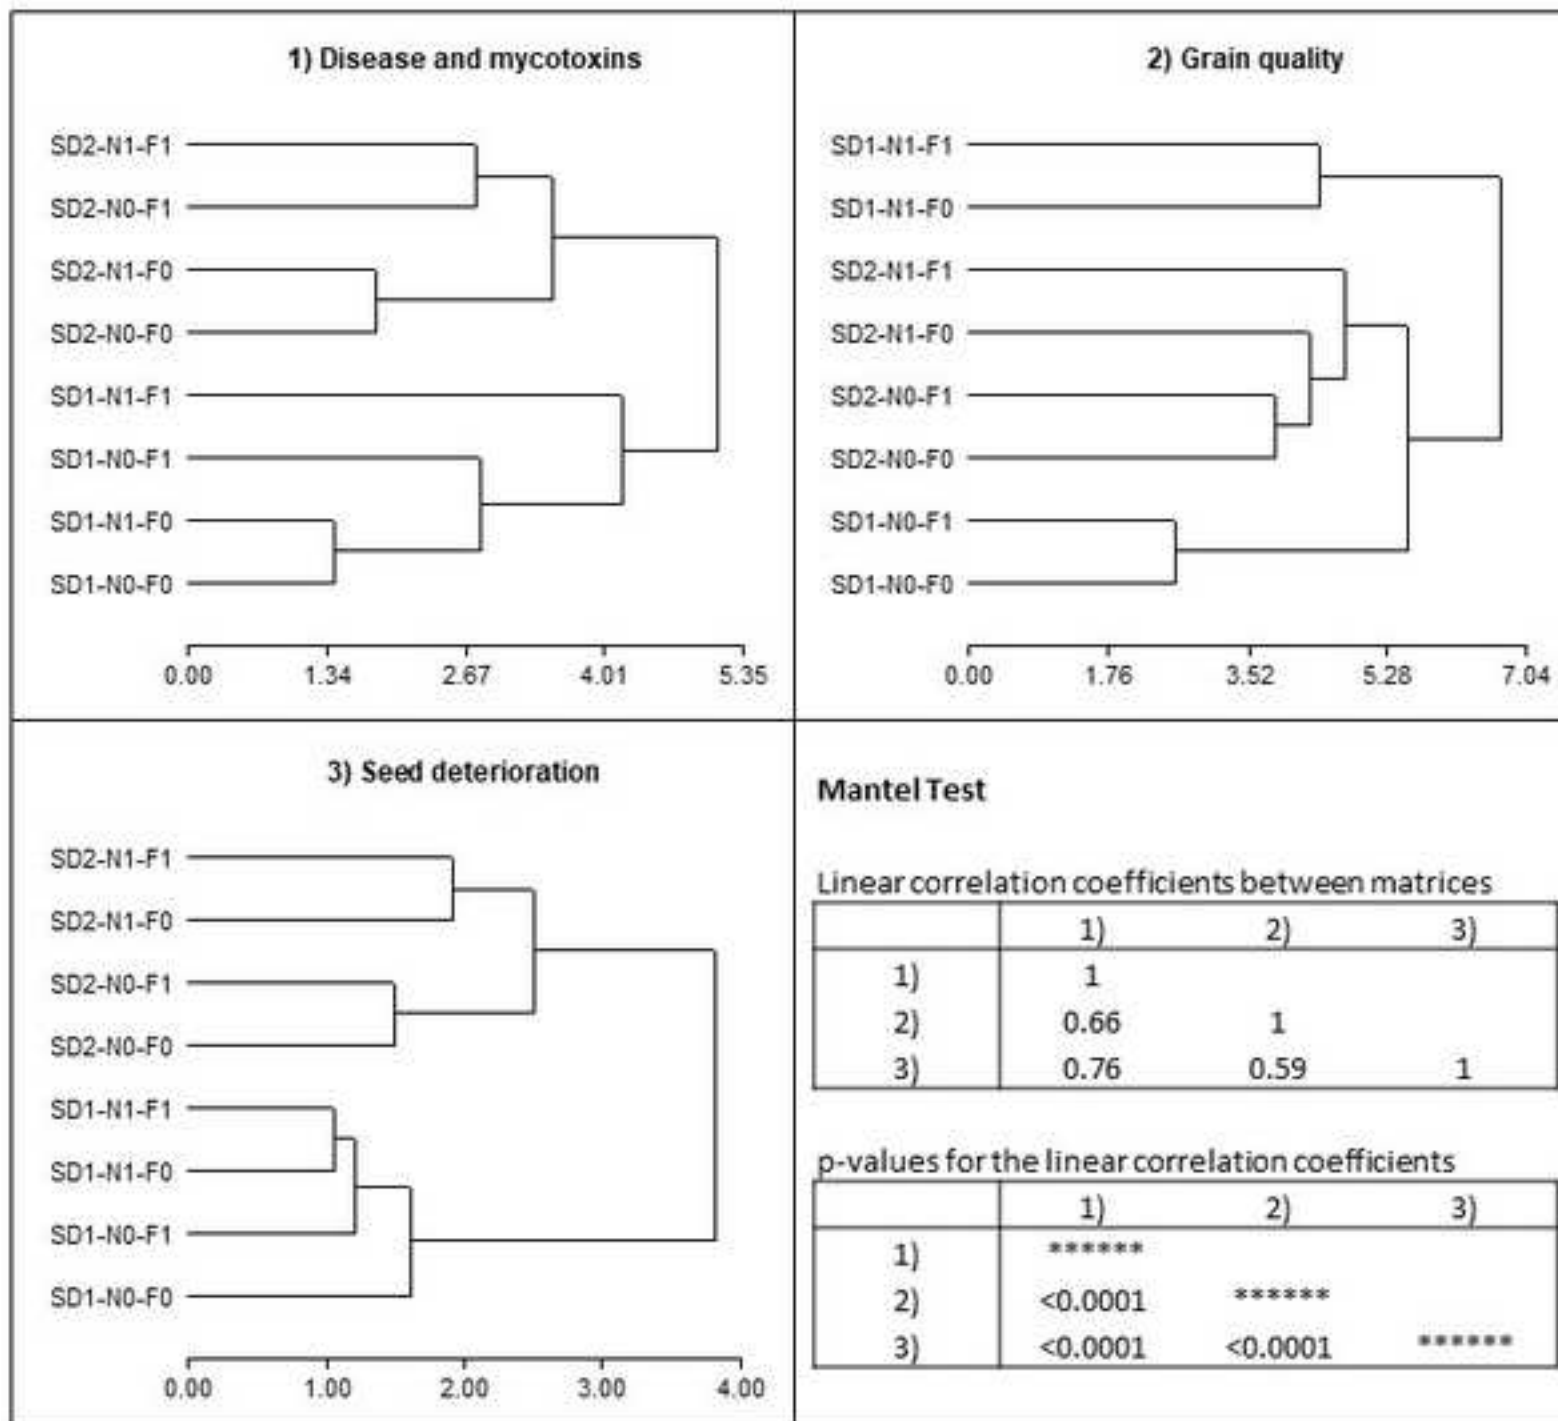 1) Disease and mycotoxins
SD2-N1-F1
SD2-N0-F1
SD2-N1-F0
SD2-N0-F0
SD1-N1-F1
SD1-N0-F1
SD1-N1-F0
SD1-N0-F0
0.00 1.34 2.67 4.01 5.35
2) Grain quality
SD1-N1-F1
SD1-N1-F0
SD2-N1-F1
SD2-N1-F0
SD2-N0-F1
SD2-N0-F0
SD1-N0-F1
SD1-N0-F0
0.00 1.76 3.52 5.28 7.04
3) Seed deterioration
SD2-N1-F1
SD2-N1-F0
SD2-N0-F1
SD2-N0-F0
SD1-N1-F1
SD1-N1-F0
SD1-N0-F1
SD1-N0-F0
0.00 1.00 2.00 3.00 4.00
Mantel Test
Linear correlation coefficients between matrices
1) 2) 3)
1) 1
2) 0.66 1
3) 0.76 0.59 1
p-values for the linear correlation coefficients
1) 2) 3)
1) ******
2) <0.0001 ******
3) <0.0001 <0.0001 ******